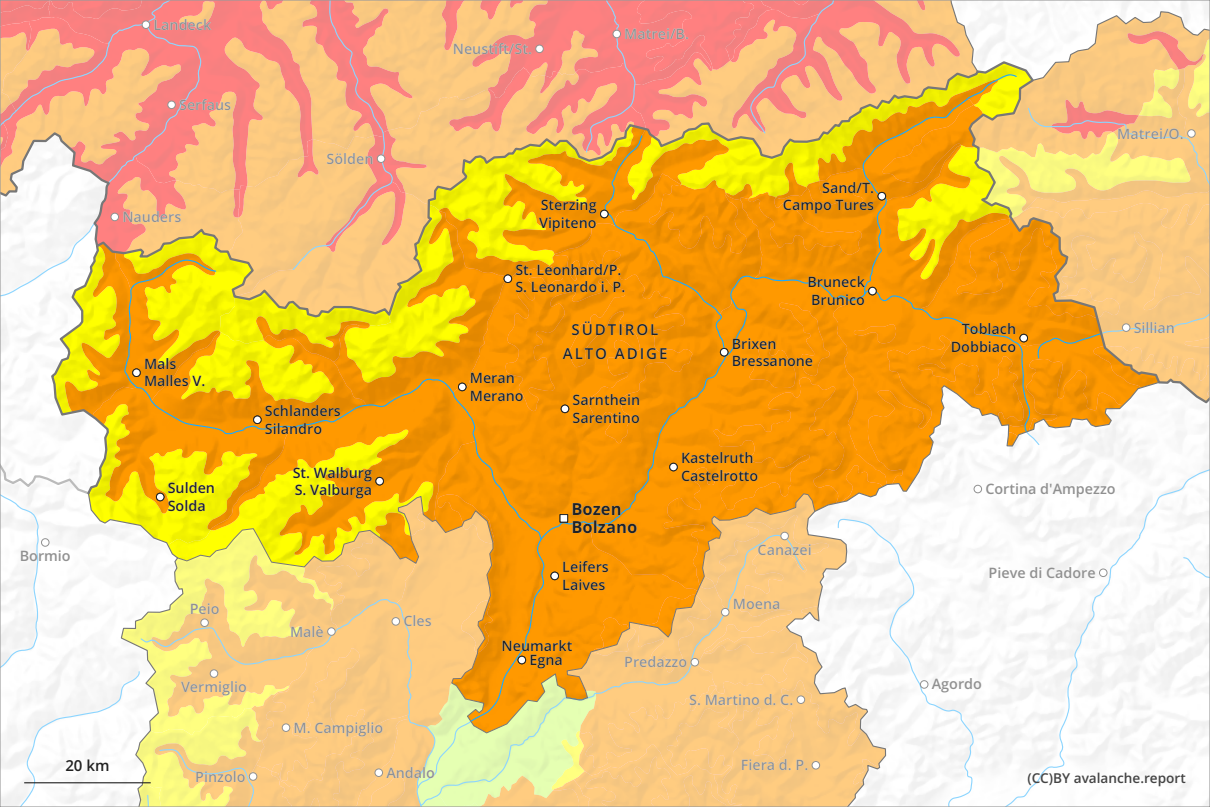 Landeck
Neustift/St
Matrei/B
Serfaus
Matrei/O.
Sölden
Nauders
Sand/T.
Campo Tures
Sterzing
Vipiteno
St. Leonhard/P.
S. Leonardo i. P.
Bruneck
Brunico
SÜDTIROL
ALTO ADIGE
Toblach
Dobbiaco
Sillian
Brixen
Bressanone
Mals
Malles V.
Meran
Merano
Sarnthein
Sarentino
Schlanders
Silandro
Kastelruth
Castelrotto
St. Walburg
S. Valburga
Sulden
Solda
Cortina d'Ampezzo
Bozen
Bolzano
Bormio
Canazei
Leifers
Laives
Pieve di Cadore
Peio
Moena
Malè
Cles
Neumarkt
Egna
Predazzo
Vermiglio
Agordo
S. Martino d. C.
M. Campiglio
20 km
Pinzolo
Andalo
Fiera d. P.
(CC)BY avalanche.report